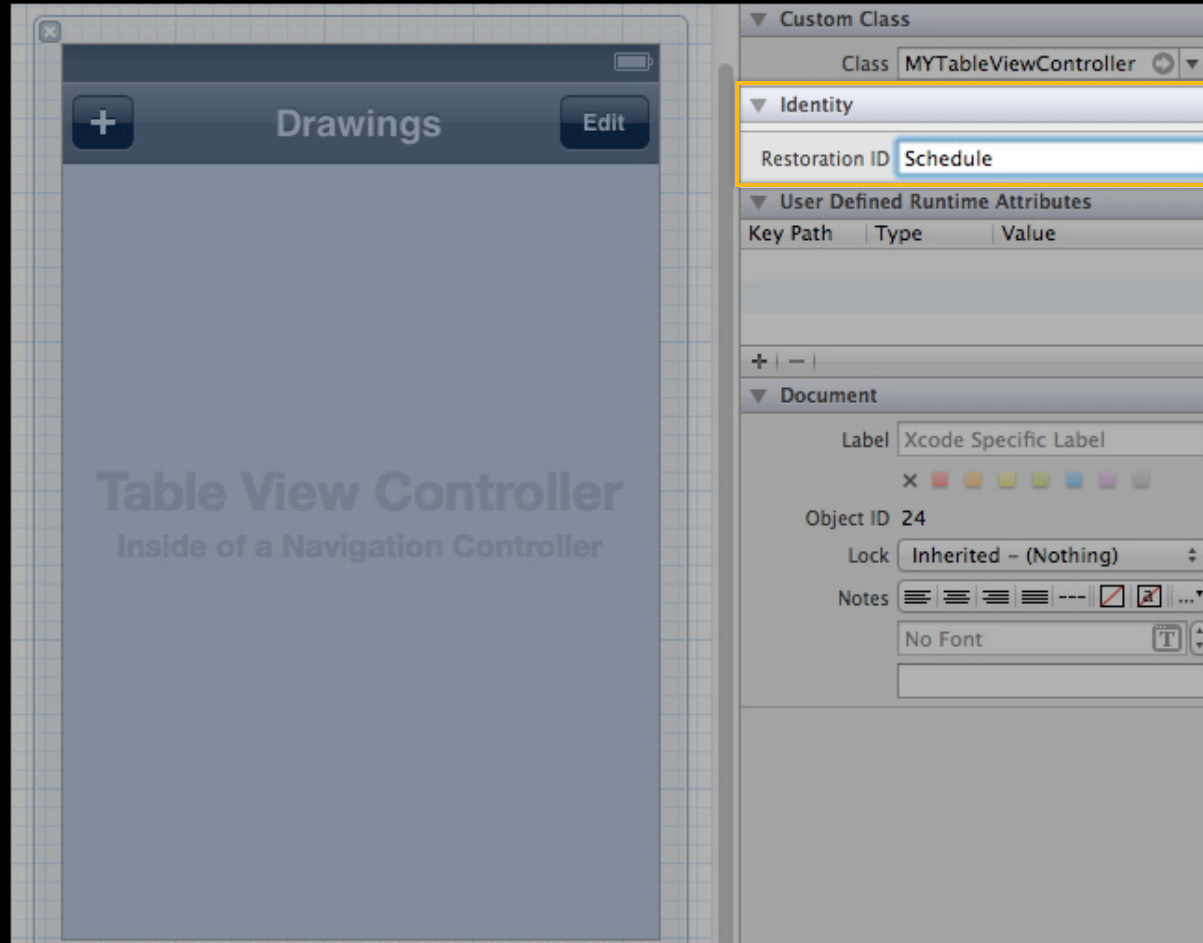 +
Drawings
Edit
Table View Controller
Inside of a Navigation Controller
Custom Class
Class MYTableViewController
Identity
Restoration ID Schedule
User Defined Runtime Attributes
Key Path Type Value
+ −
Document
Label Xcode Specific Label
Object ID 24
Lock Inherited – (Nothing)
Notes --- a ...
No Font T